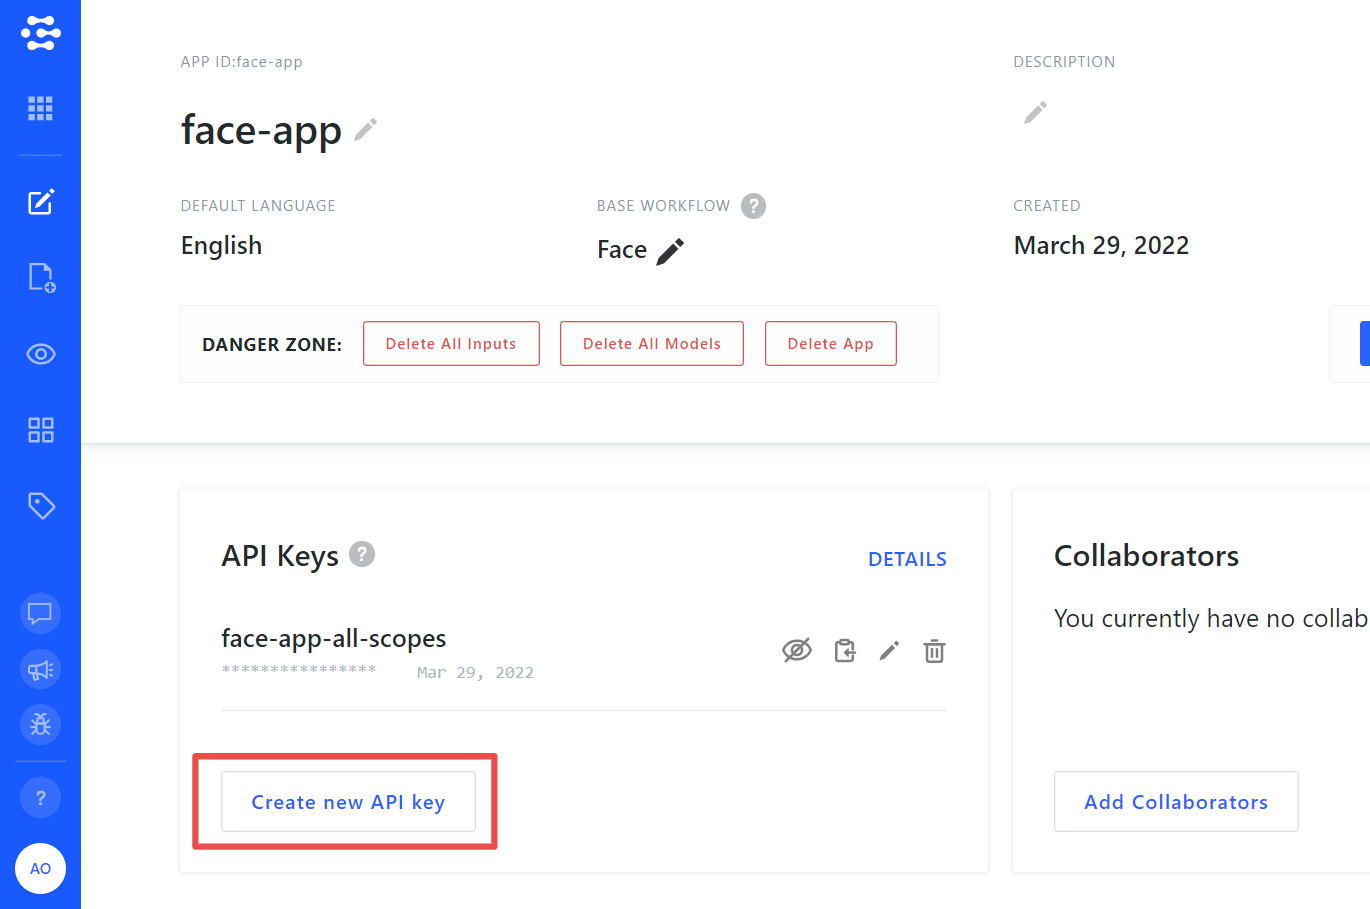 APP ID:face-app
DESCRIPTION
face-app
DEFAULT LANGUAGE
BASE WORKFLOW ?
CREATED
English
Face
March 29, 2022
DANGER ZONE:
Delete All Inputs
Delete All Models
Delete App
API Keys ?
DETAILS
face-app-all-scopes
**************** Mar 29, 2022
Create new API key
Collaborators
You currently have no collab
Add Collaborators
?
AO